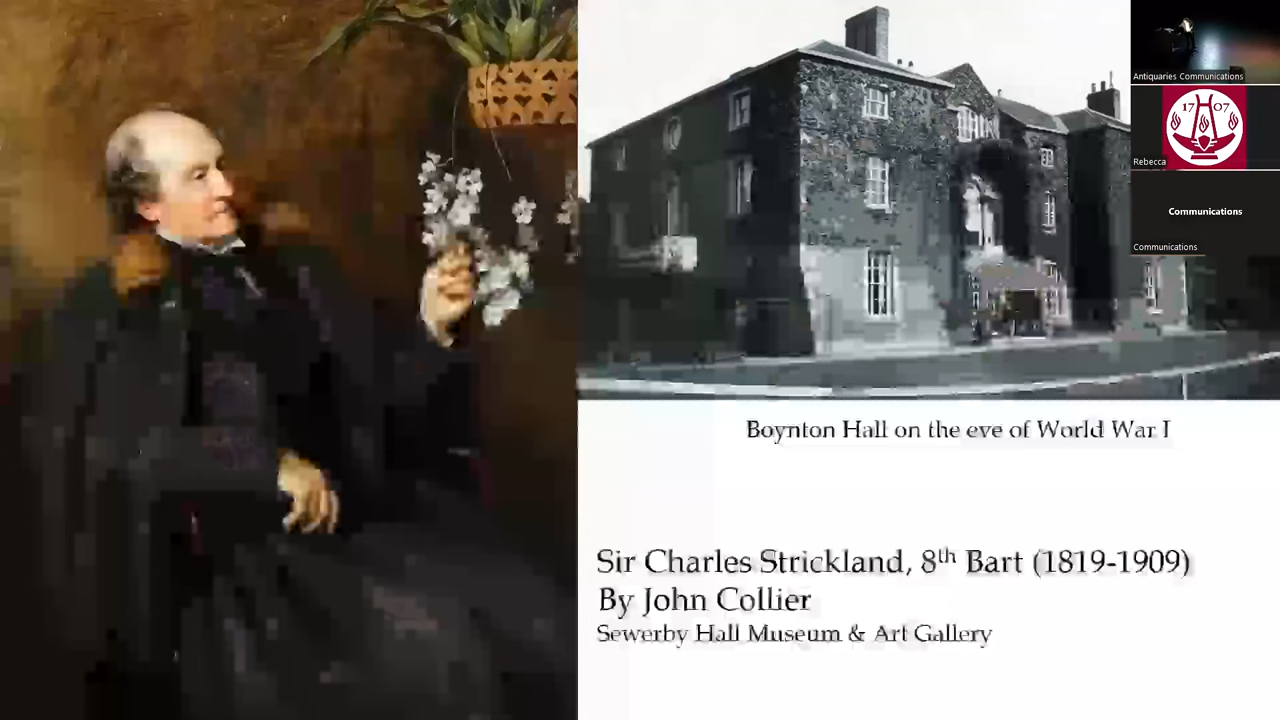 Antiquaries Communications
1707
Rebecca
Communications
Communications
Boynton Hall on the eve of World War I
Sir Charles Strickland, 8th Bart (1819-1909)
By John Collier
Sewerby Hall Museum & Art Gallery